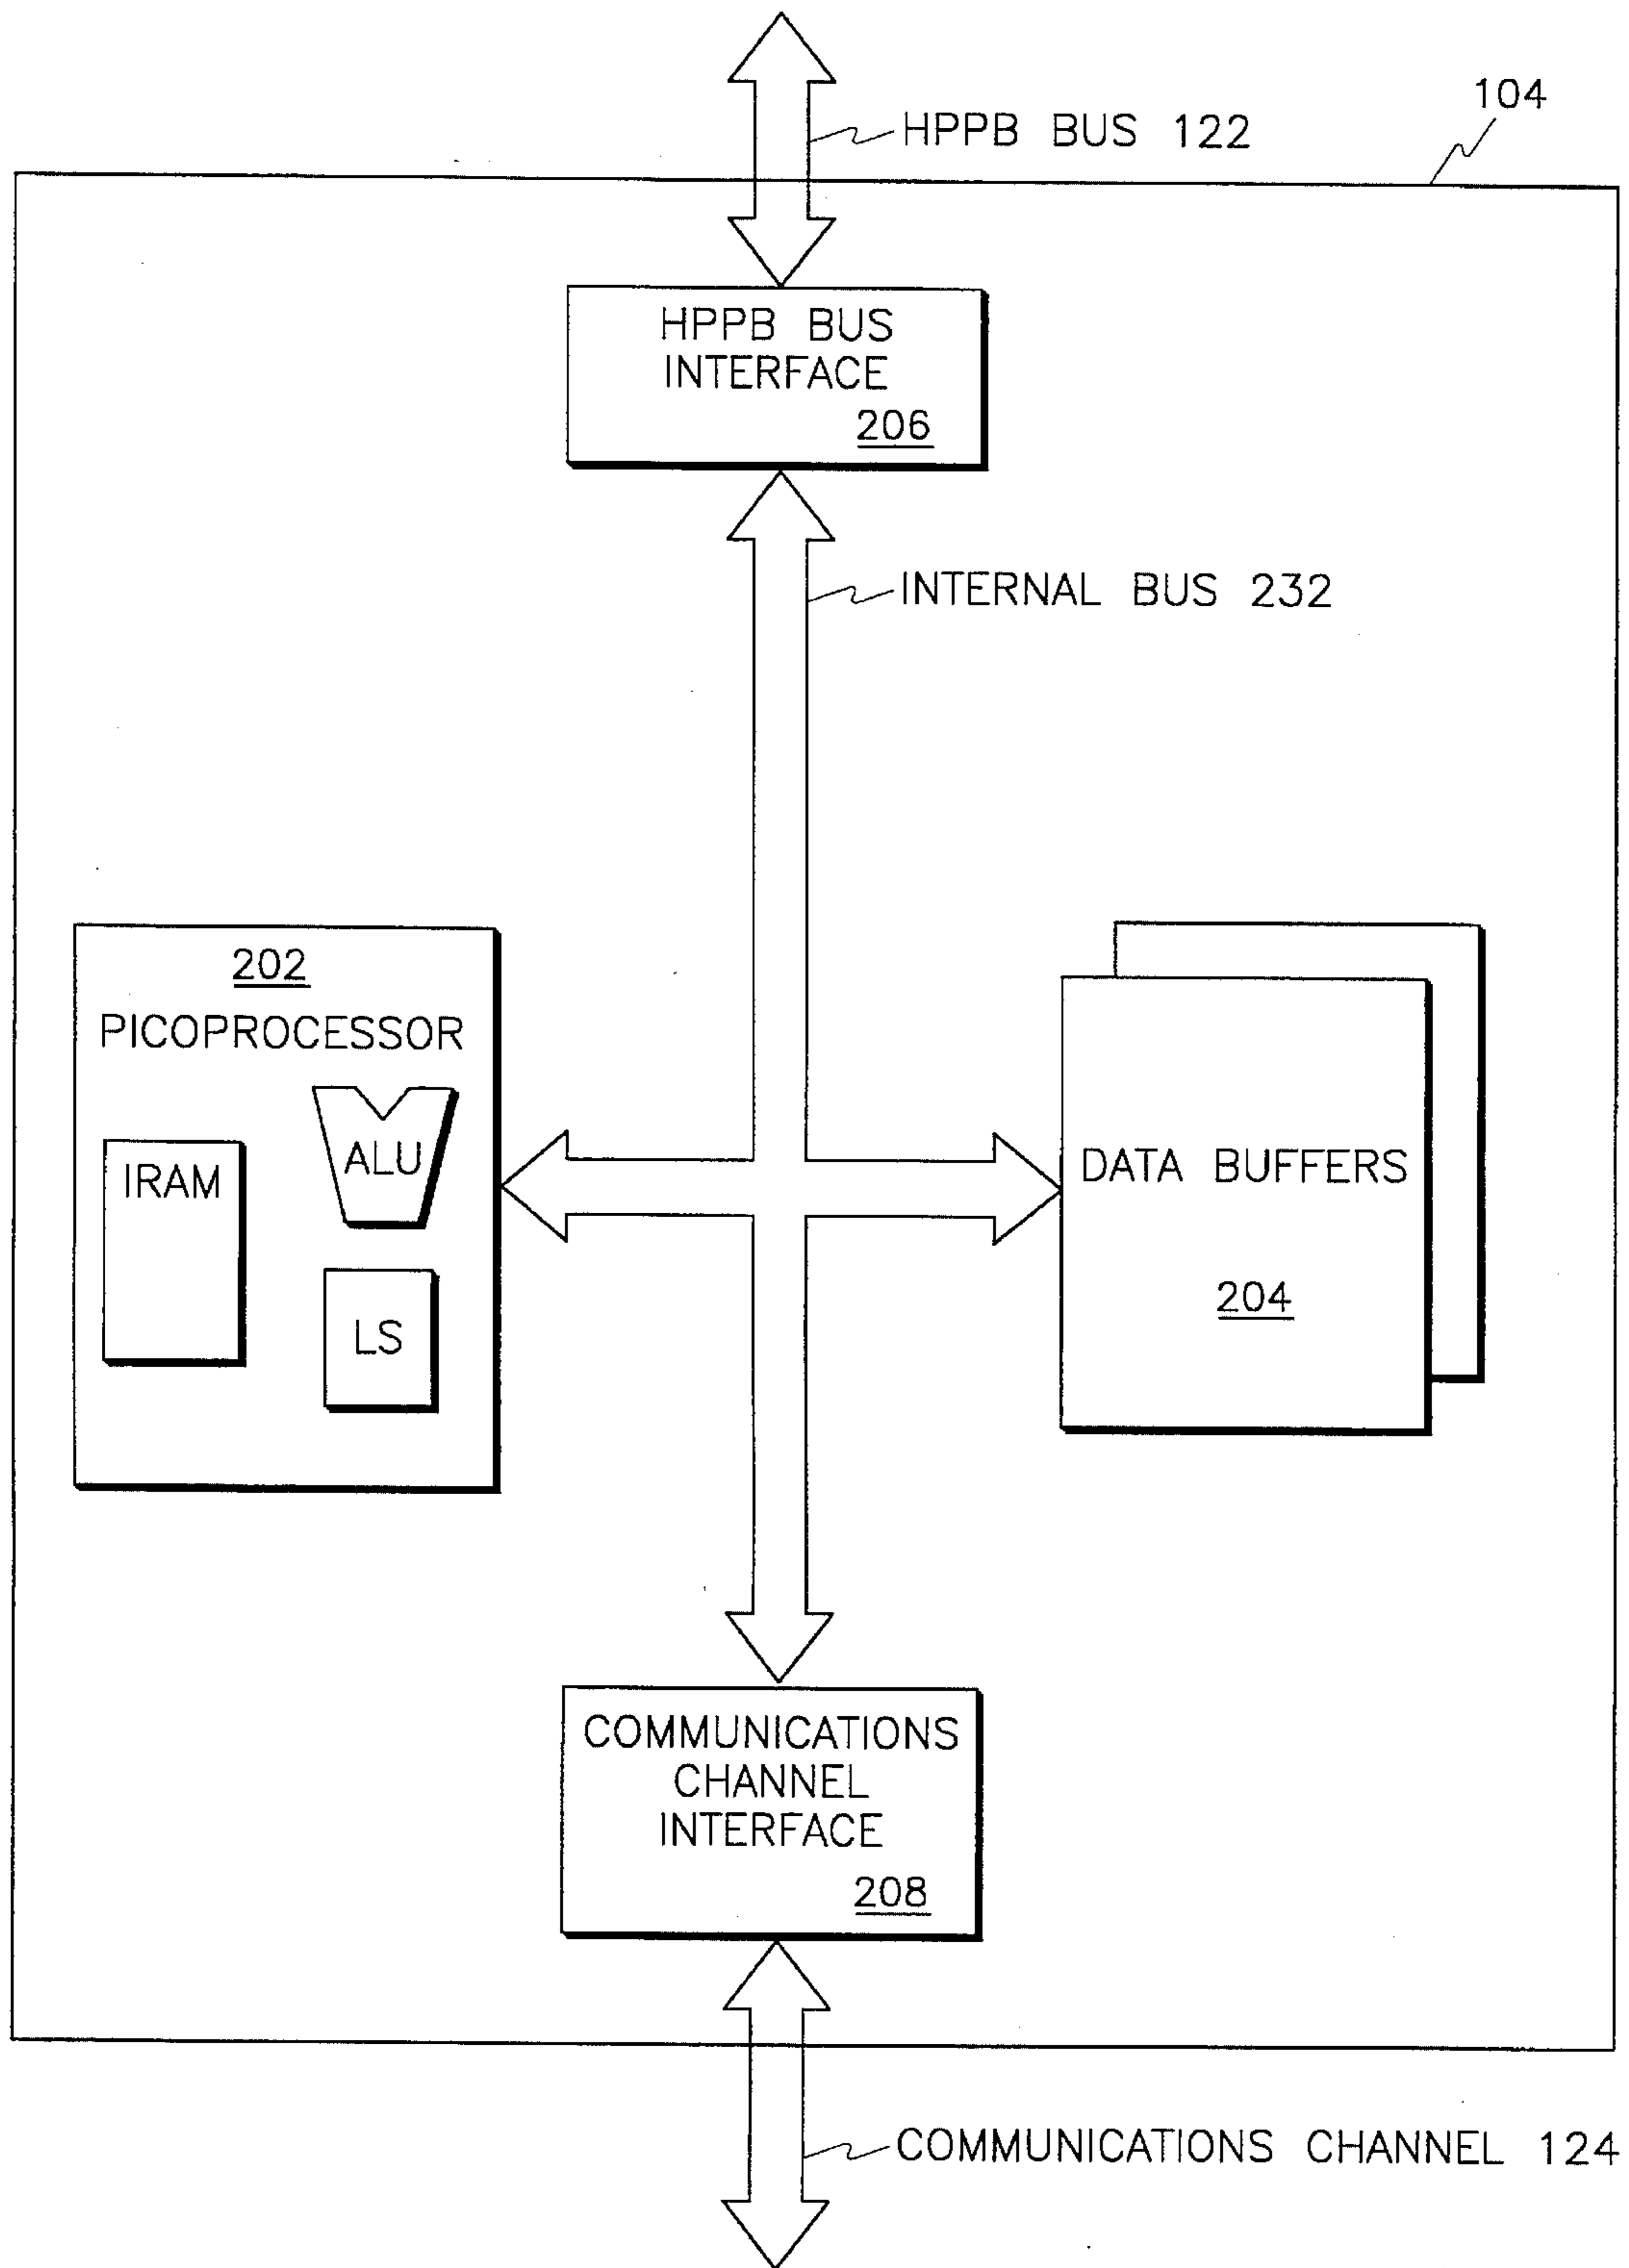 104
HPPB BUS 122
HPPB BUS
INTERFACE
206
INTERNAL BUS 232
202
PICOPROCESSOR
ALU
IRAM
LS
DATA BUFFERS
204
COMMUNICATIONS
CHANNEL
INTERFACE
208
COMMUNICATIONS CHANNEL 124